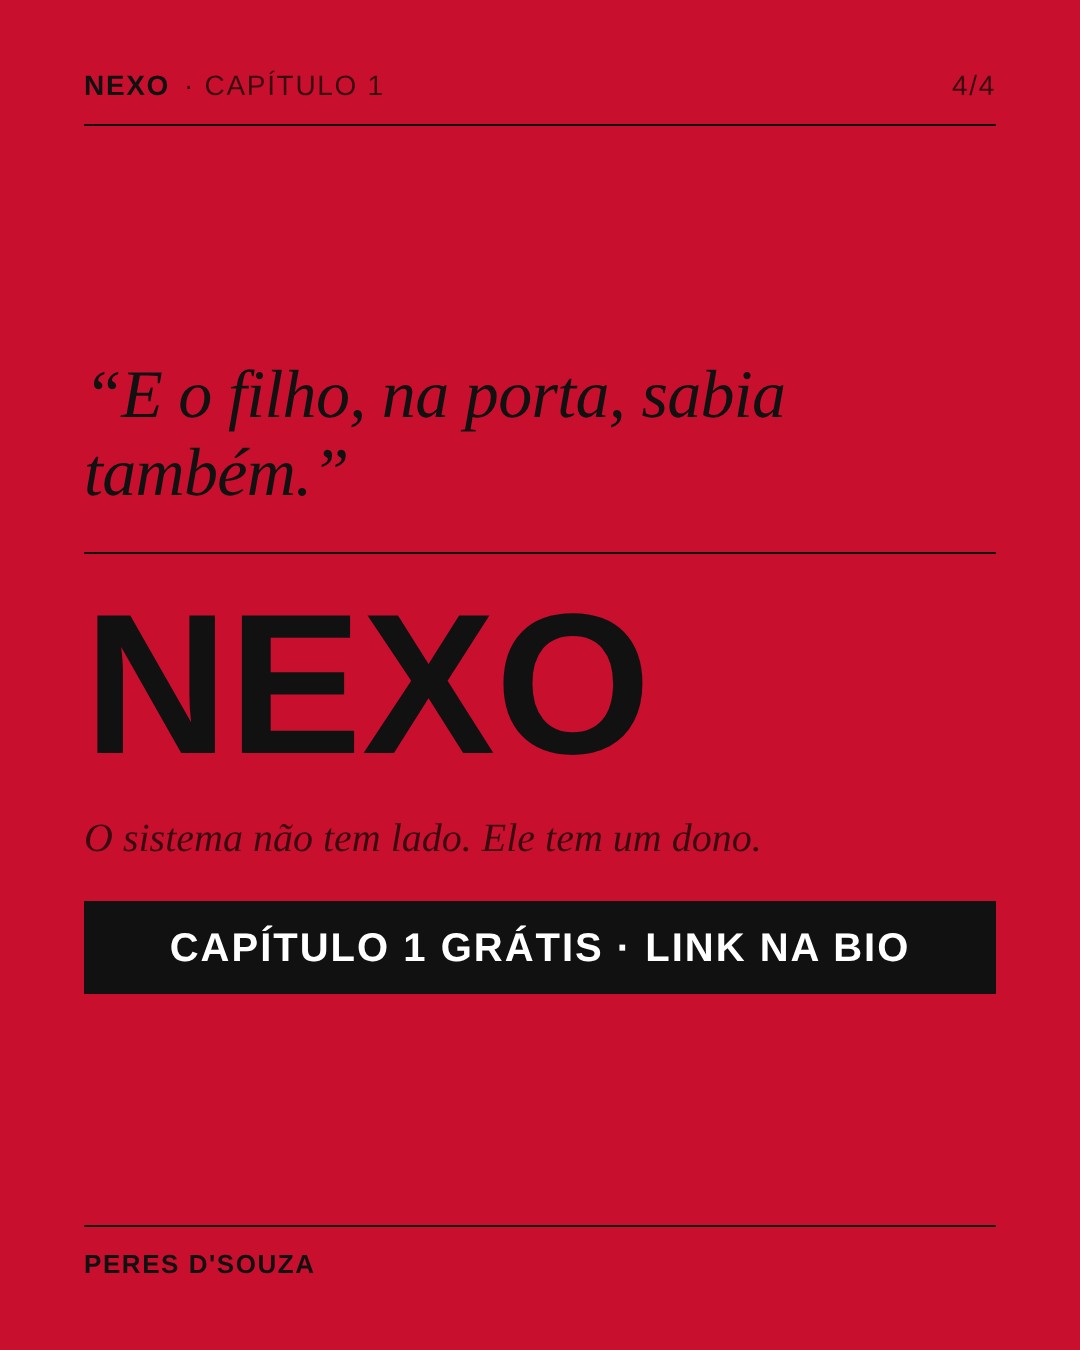 NEXO · CAPÍTULO 1
4/4
“E o filho, na porta, sabia
também.”
NEXO
O sistema não tem lado. Ele tem um dono.
CAPÍTULO 1 GRÁTIS · LINK NA BIO
PERES D'SOUZA